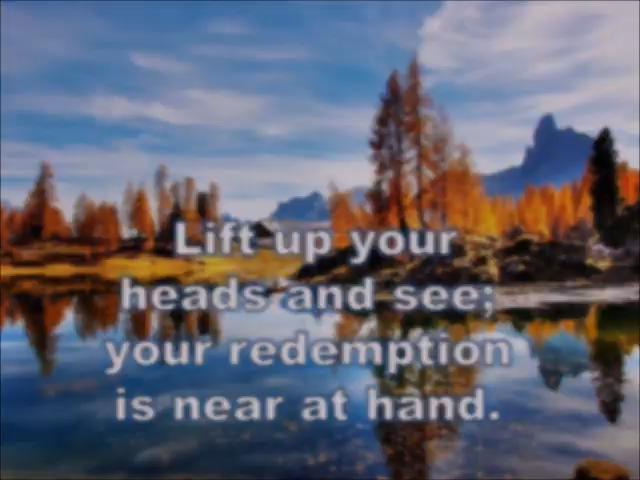 Lift up your
heads and see;
your redemption
is near at hand.